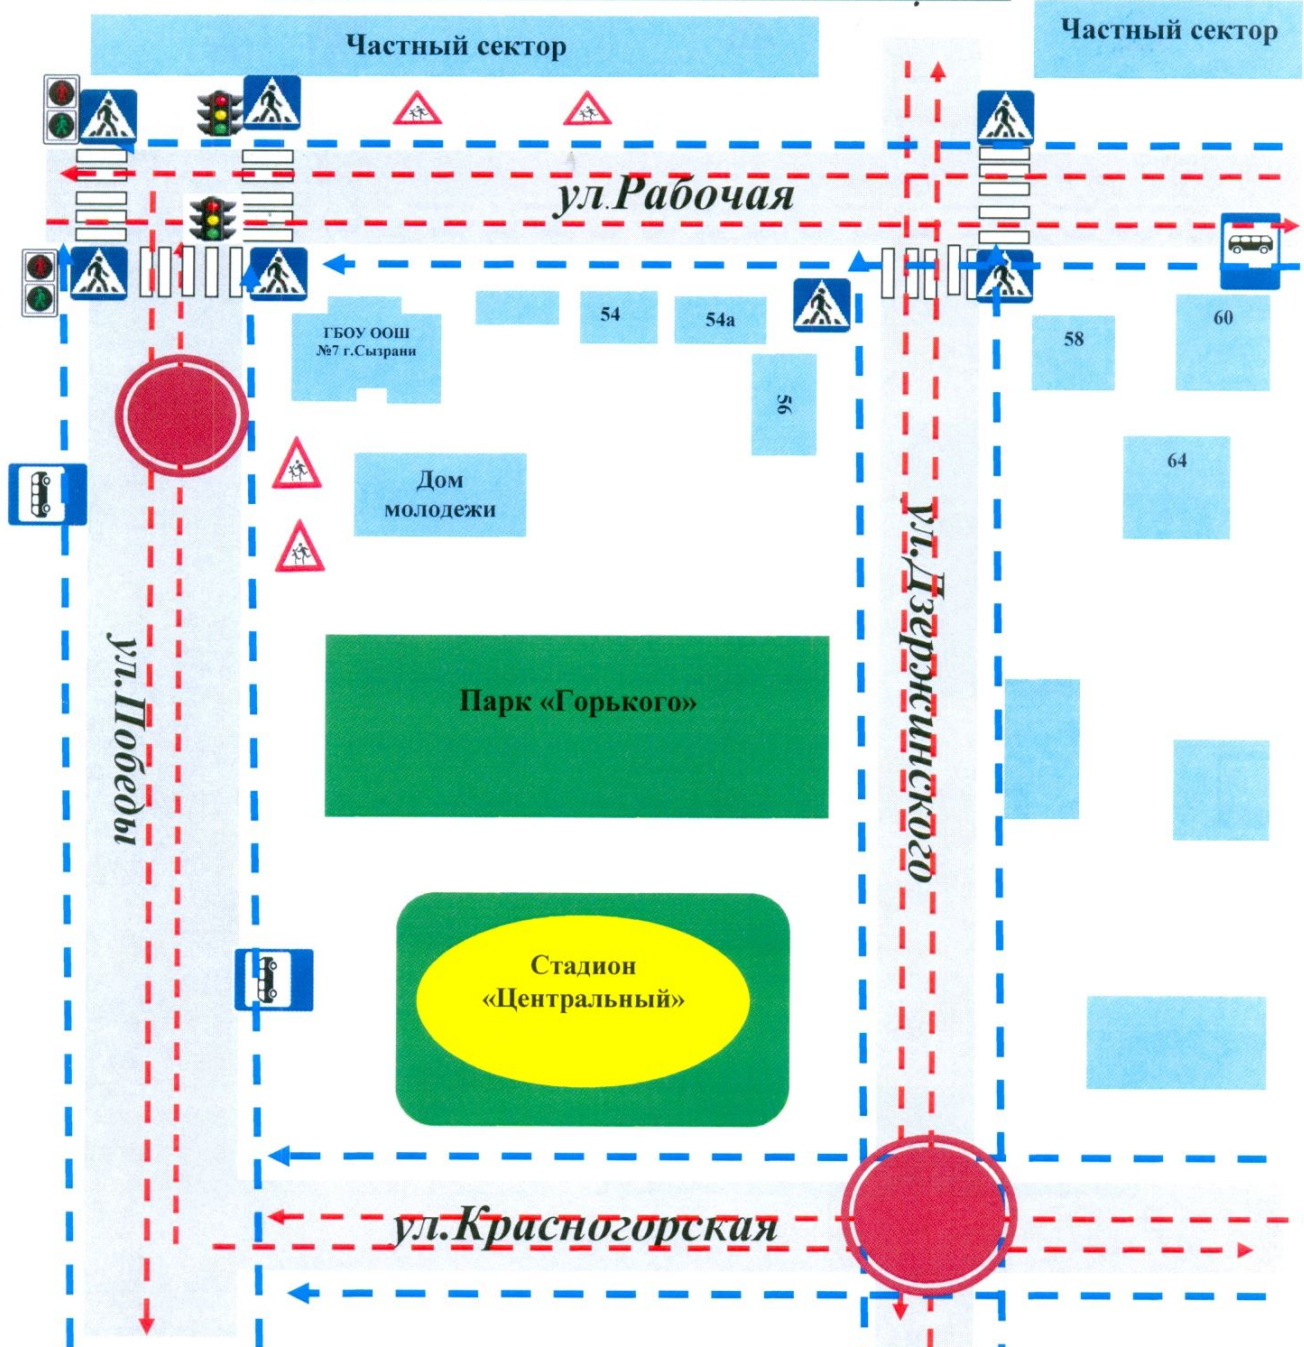 Частный сектор
Частный сектор
ул.Рабочая
ГБОУ ООШ
№7 г.Сызрани
54
54а
56
58
60
64
Дом
молодежи
ул.Победы
ул.Дзержинского
Парк «Горького»
Стадион
«Центральный»
ул.Красногорская